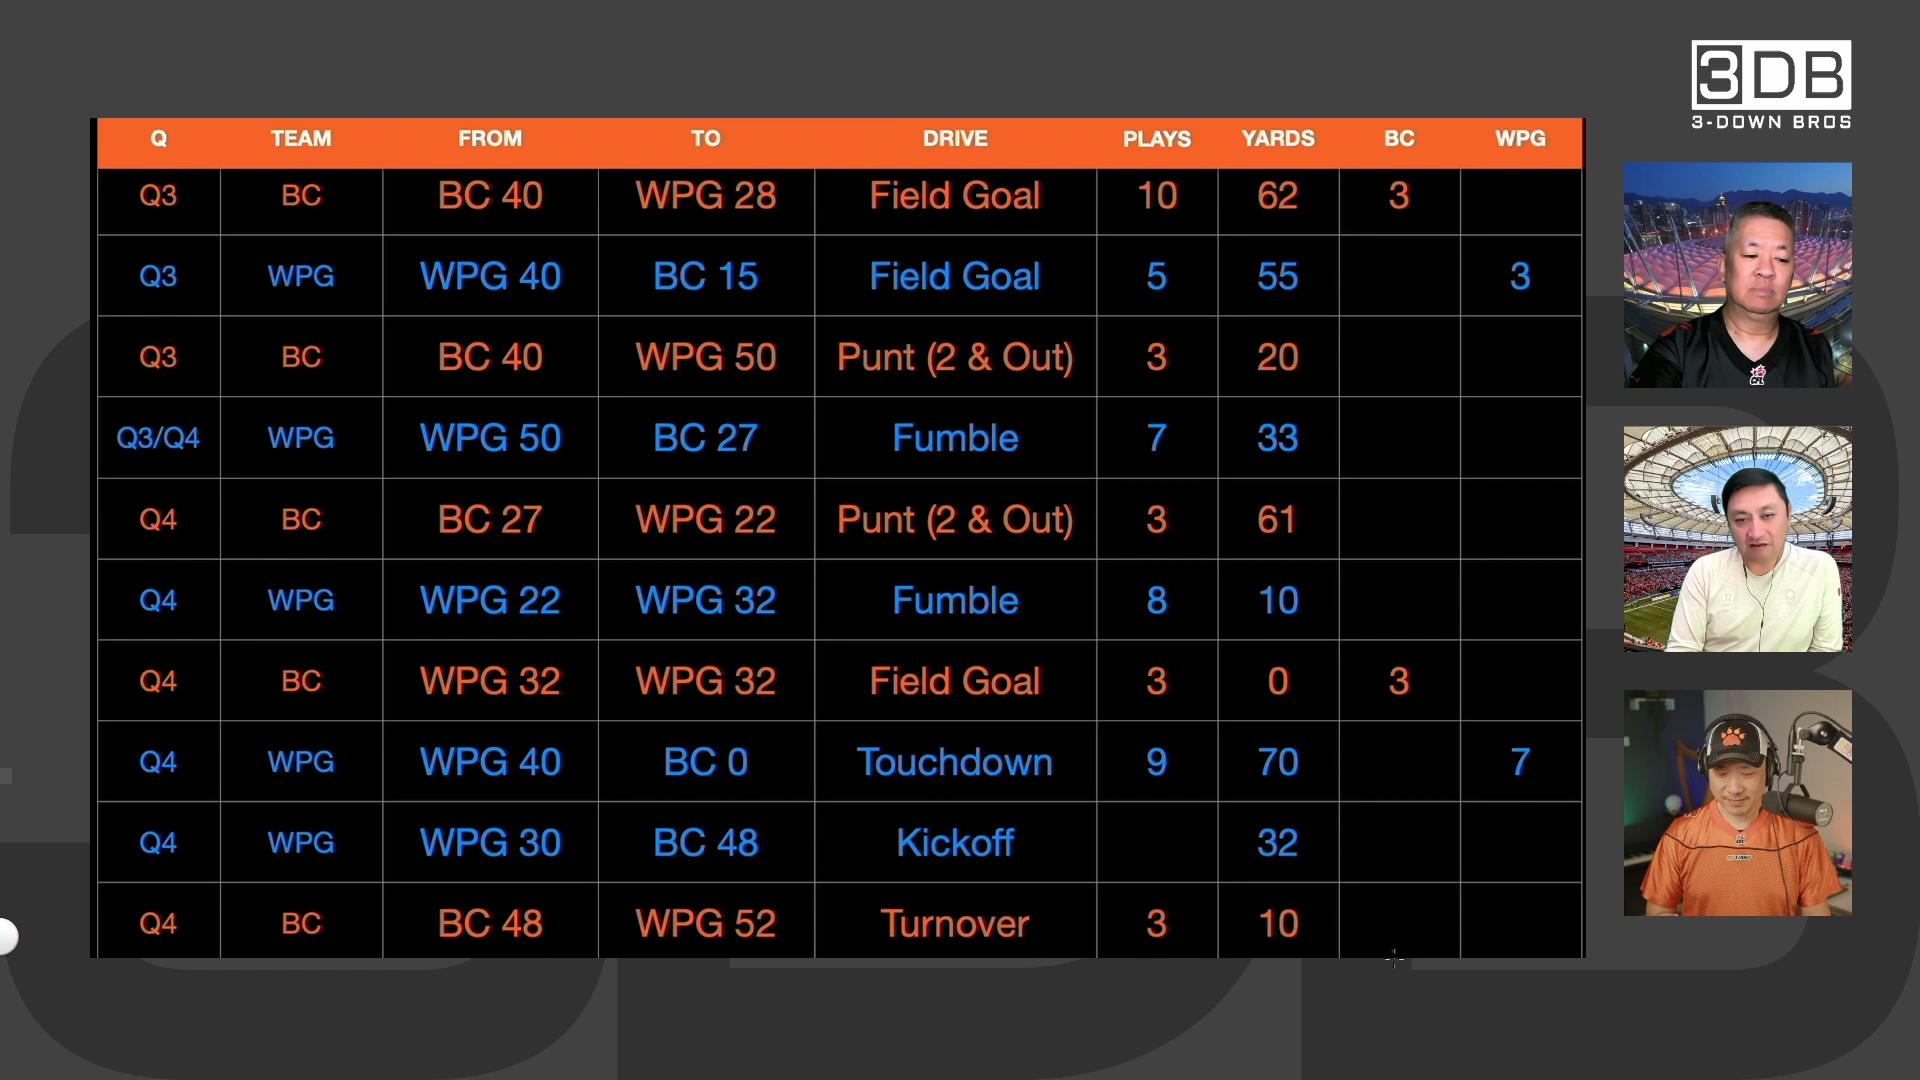 3DB
3-DOWN BROS
Q TEAM FROM TO DRIVE PLAYS YARDS BC WPG
Q3 BC BC 40 WPG 28 Field Goal 10 62 3
Q3 WPG WPG 40 BC 15 Field Goal 5 55 3
Q3 BC BC 40 WPG 50 Punt (2 & Out) 3 20
Q3/Q4 WPG WPG 50 BC 27 Fumble 7 33
Q4 BC BC 27 WPG 22 Punt (2 & Out) 3 61
Q4 WPG WPG 22 WPG 32 Fumble 8 10
Q4 BC WPG 32 WPG 32 Field Goal 3 0 3
Q4 WPG WPG 40 BC 0 Touchdown 9 70 7
Q4 WPG WPG 30 BC 48 Kickoff 32
Q4 BC BC 48 WPG 52 Turnover 3 10